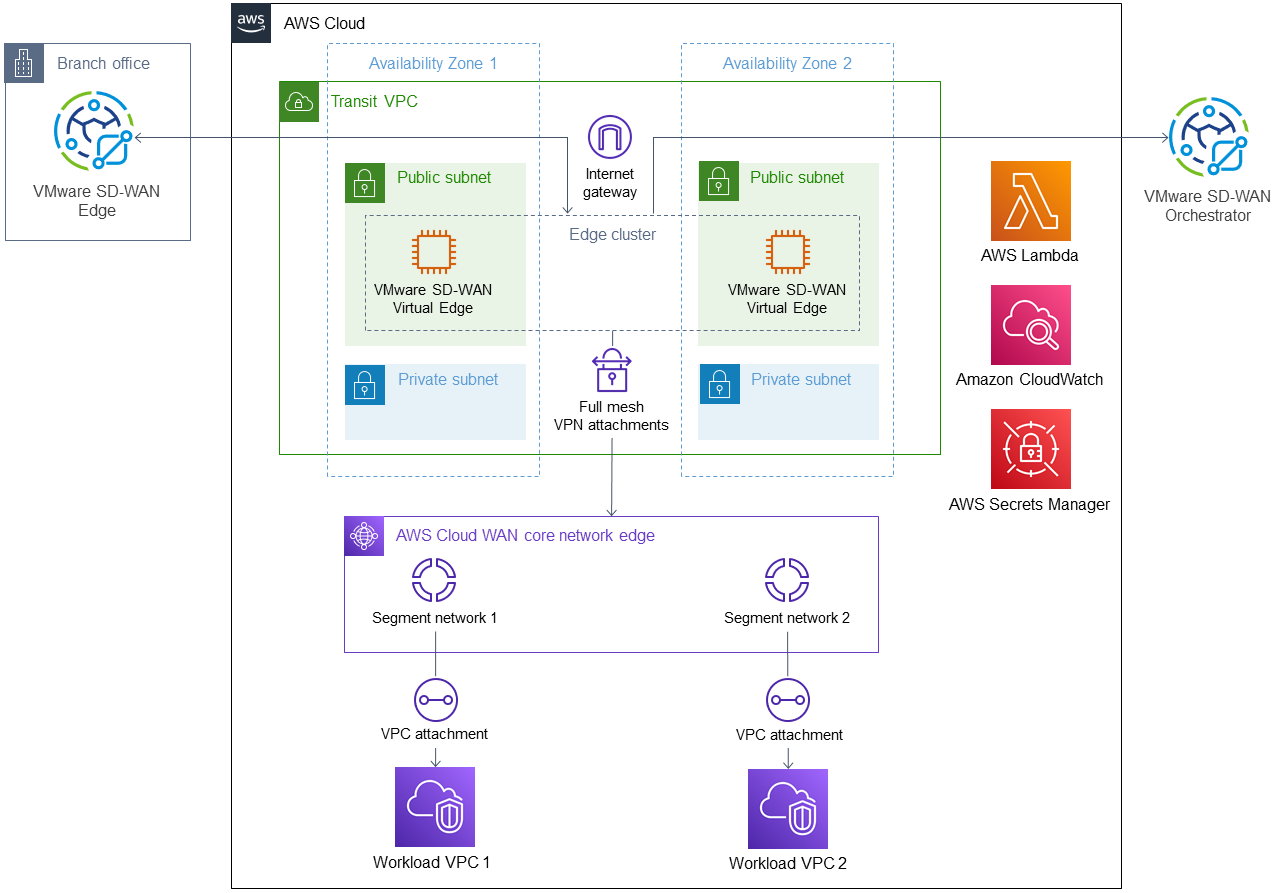 aws
AWS Cloud
Branch office
VMware SD-WAN
Edge
Availability Zone 1
Availability Zone 2
Transit VPC
Internet
gateway
Public subnet
Public subnet
Edge cluster
VMware SD-WAN
Virtual Edge
VMware SD-WAN
Virtual Edge
Private subnet
Private subnet
Full mesh
VPN attachments
VMware SD-WAN
Orchestrator
AWS Lambda
Amazon CloudWatch
AWS Secrets Manager
AWS Cloud WAN core network edge
Segment network 1
Segment network 2
VPC attachment
VPC attachment
Workload VPC 1
Workload VPC 2